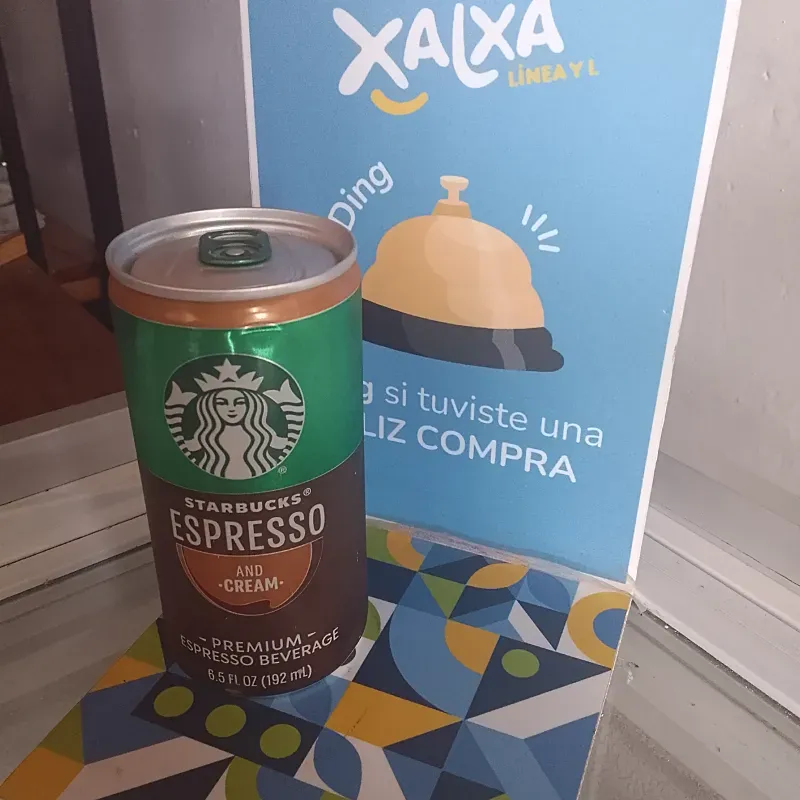 XALXA
LÍNEA Y L
Ding
g si tuviste una
LIZ COMPRA
STARBUCKS®
ESPRESSO
AND
·CREAM·
– PREMIUM –
ESPRESSO BEVERAGE
6.5 FL OZ (192 mL)